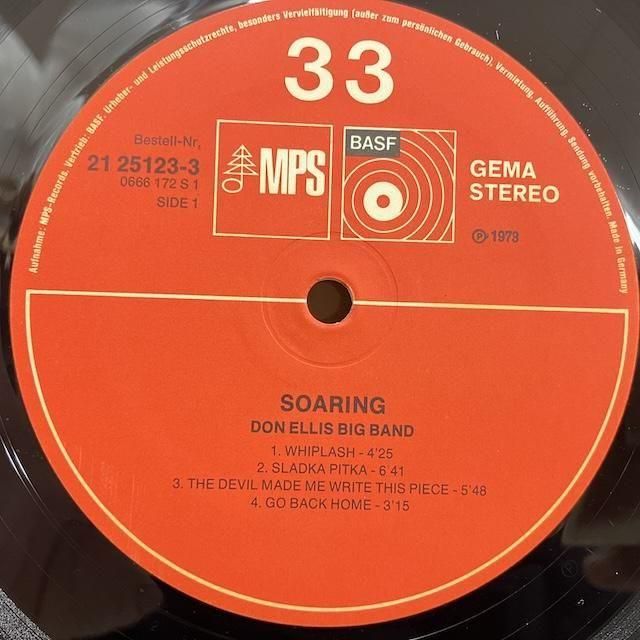 Aufnahme: MPS-Records. Vertrieb: BASF. Urheber- und Leistungsschutzrechte, besonders Vervielfältigung (außer zum persönlichen Gebrauch), Vermietung, Aufführung, Sendung vorbehalten. Made in Germany
33
Bestell-Nr,
21 25123-3
0666 172 S 1
SIDE 1
MPS
BASF
GEMA
STEREO
℗ 1973
SOARING
DON ELLIS BIG BAND
1. WHIPLASH - 4'25
2. SLADKA PITKA - 6'41
3. THE DEVIL MADE ME WRITE THIS PIECE - 5'48
4. GO BACK HOME - 3'15